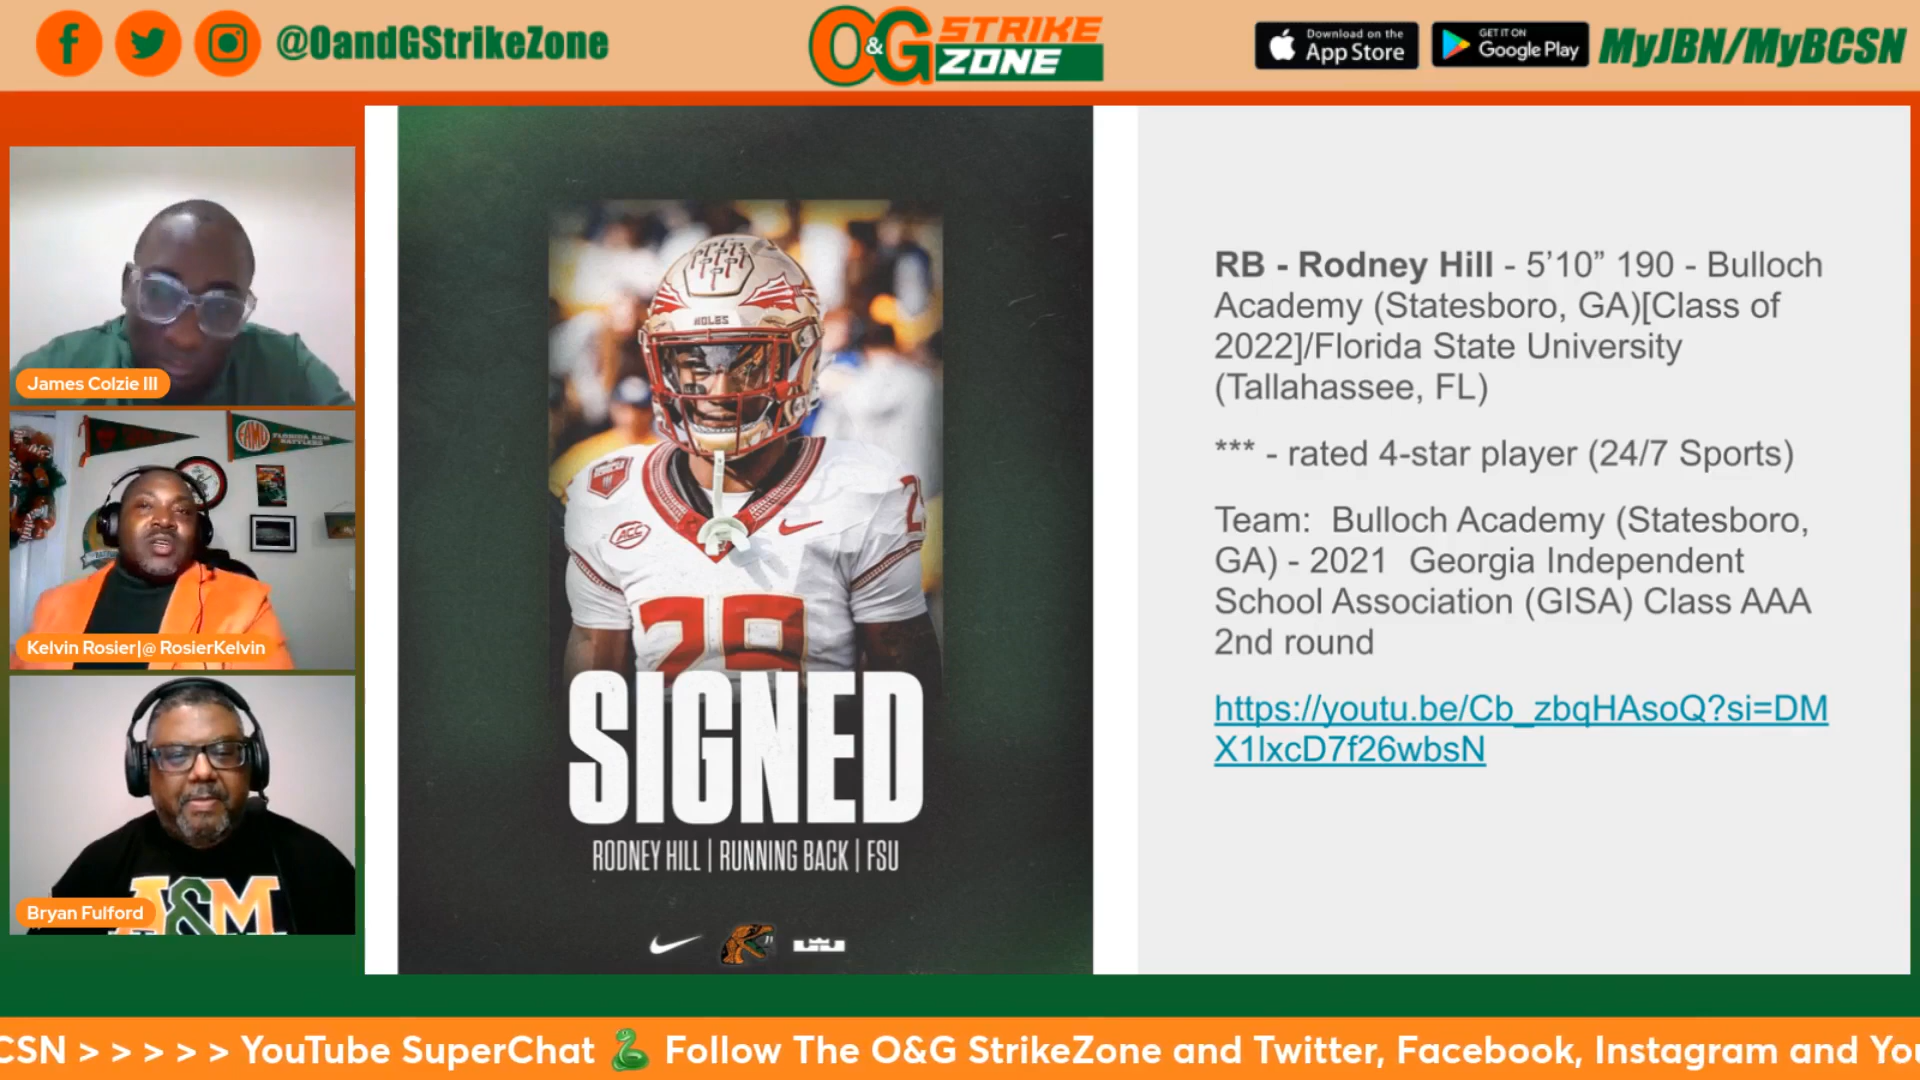 @OandGStrikeZone
O&G STRIKE ZONE
Download on the
App Store
GET IT ON
Google Play
MyJBN/MyBCSN
James Colzie III
FAMU
Kelvin Rosier|@ RosierKelvin
A&M
Bryan Fulford
NOLES
ACC
29
SIGNED
RODNEY HILL | RUNNING BACK | FSU
RB - Rodney Hill - 5’10” 190 - Bulloch
Academy (Statesboro, GA)[Class of
2022]/Florida State University
(Tallahassee, FL)
*** - rated 4-star player (24/7 Sports)
Team: Bulloch Academy (Statesboro,
GA) - 2021 Georgia Independent
School Association (GISA) Class AAA
2nd round
https://youtu.be/Cb_zbqHAsoQ?si=DM
X1lxcD7f26wbsN
CSN > > > > > YouTube SuperChat Follow The O&G StrikeZone and Twitter, Facebook, Instagram and You